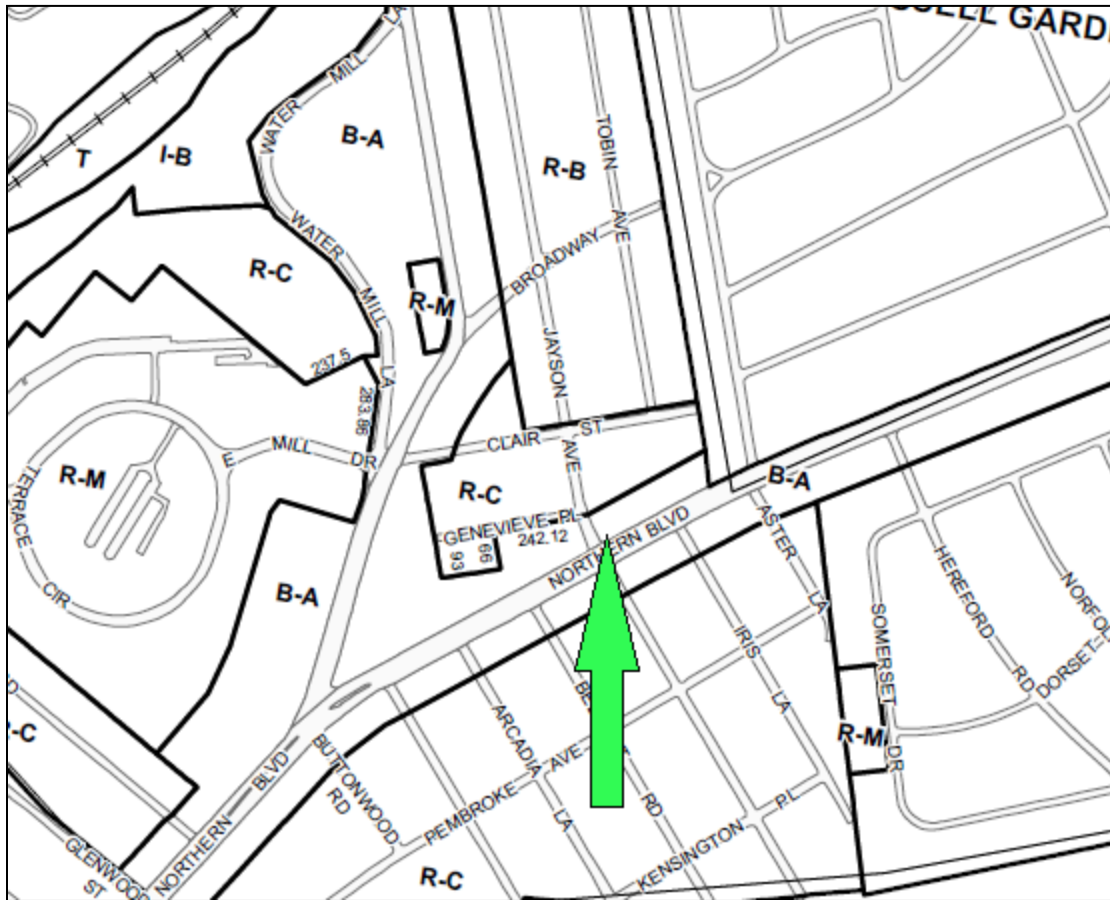 SSELL GARD
LA
MILL
WATER
B-A
TOBIN
AVE
T
I-B
R-B
WATER
MILL
LA
R-C
BROADWAY
R-M
237.5
283.86
JAYSON
AVE
CLAIR ST
E MILL DR
R-M
TERRACE
CIR
R-C
GENEVIEVE PL
93
66
242.12
NORTHERN BLVD
B-A
ASTER
LA
B-A
HEREFORD
RD
NORFO
DORSET
SOMERSET
DR
IRIS
LA
BE
RD
R-M
ARCADIA
LA
BUTTONWOOD
RD
PEMBROKE AVE
KENSINGTON PL
NORTHERN BLVD
R-C
GLENWOOD
ST
R-C